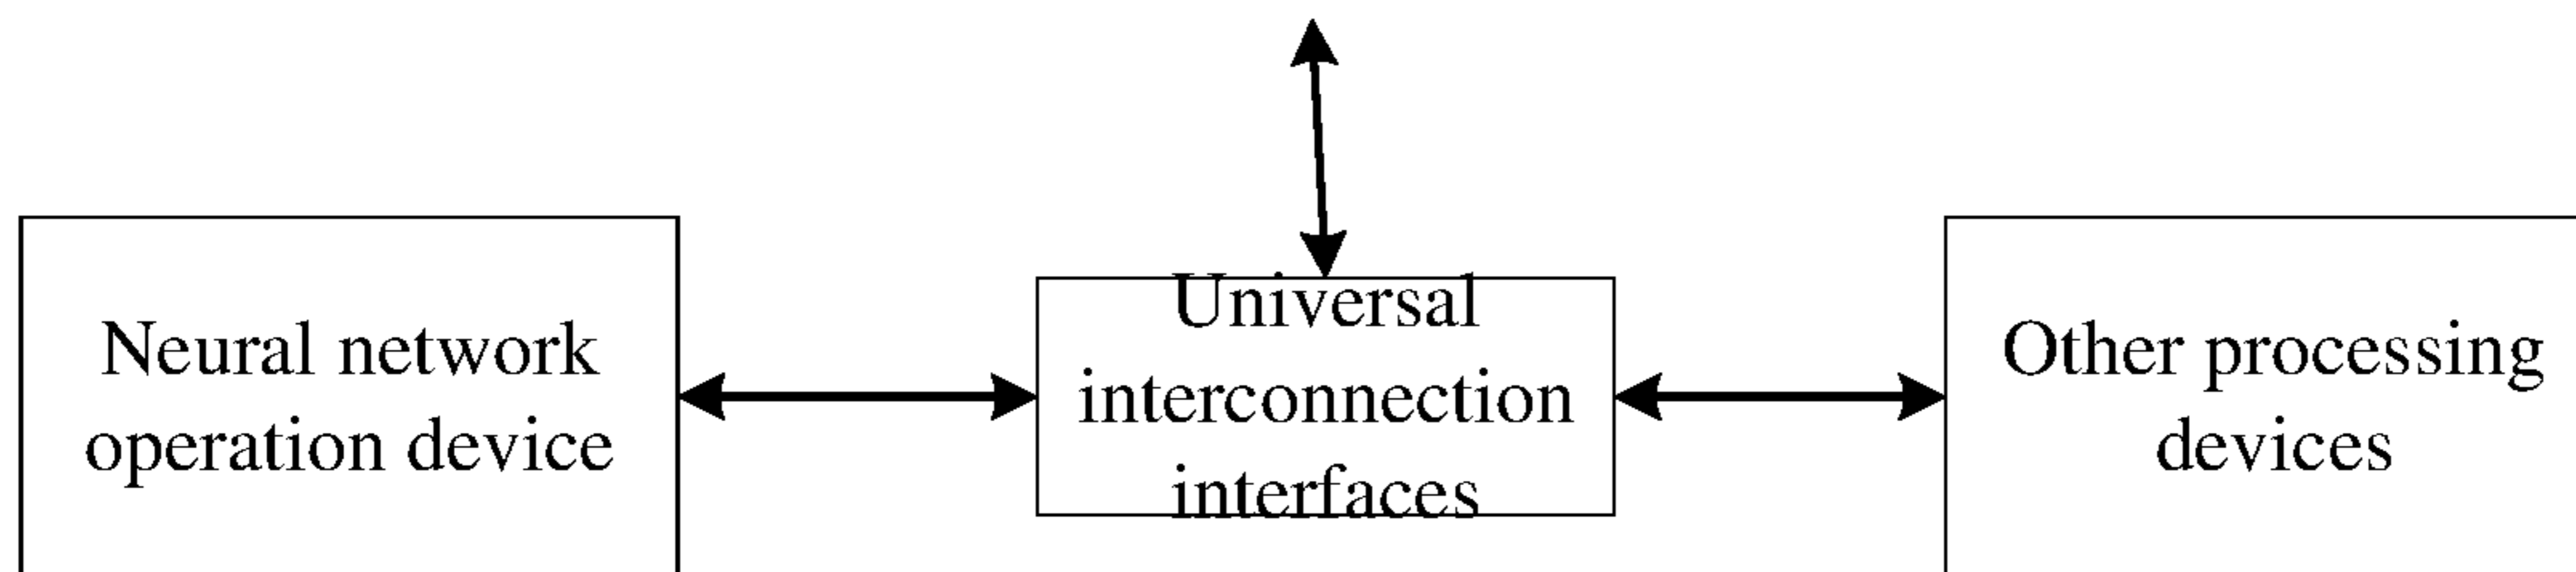 Neural network
operation device
Universal
interconnection
interfaces
Other processing
devices